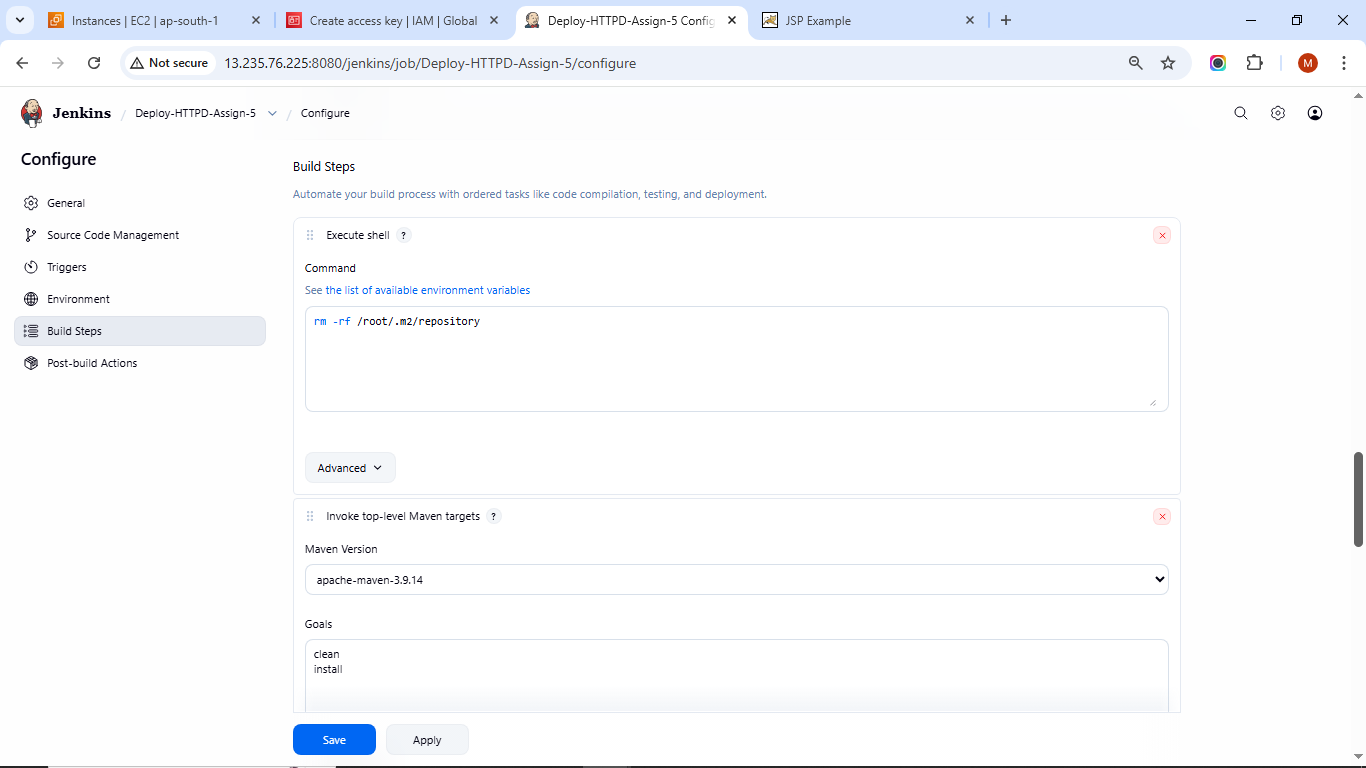 Instances | EC2 | ap-south-1
Create access key | IAM | Global
Deploy-HTTPD-Assign-5 Config
JSP Example
Not secure
13.235.76.225:8080/jenkins/job/Deploy-HTTPD-Assign-5/configure
M
Jenkins / Deploy-HTTPD-Assign-5 / Configure
Configure
General
Source Code Management
Triggers
Environment
Build Steps
Post-build Actions
Build Steps
Automate your build process with ordered tasks like code compilation, testing, and deployment.
Execute shell ?
Command
See the list of available environment variables
rm -rf /root/.m2/repository
Advanced
Invoke top-level Maven targets ?
Maven Version
apache-maven-3.9.14
Goals
clean
install
Save
Apply